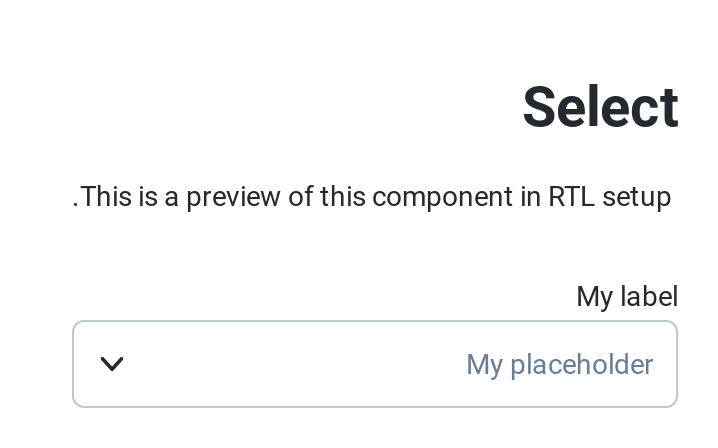 Select
.This is a preview of this component in RTL setup
My label
My placeholder